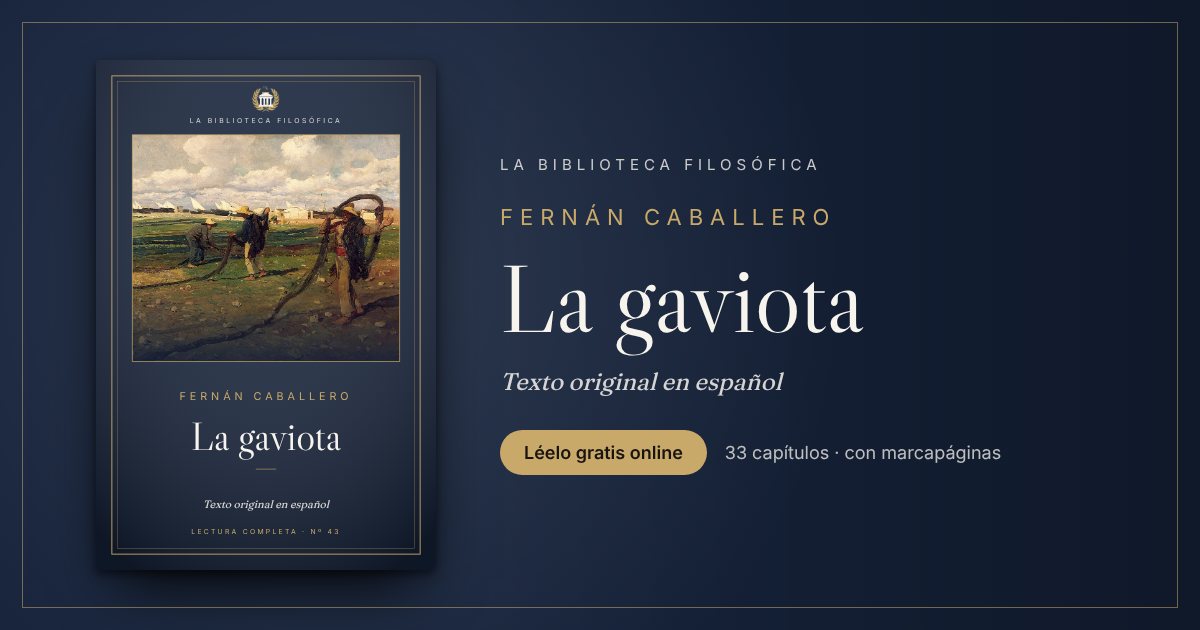 LA BIBLIOTECA FILOSÓFICA
FERNÁN CABALLERO
La gaviota
Texto original en español
LECTURA COMPLETA · Nº 43
LA BIBLIOTECA FILOSÓFICA
FERNÁN CABALLERO
La gaviota
Texto original en español
Léelo gratis online
33 capítulos · con marcapáginas